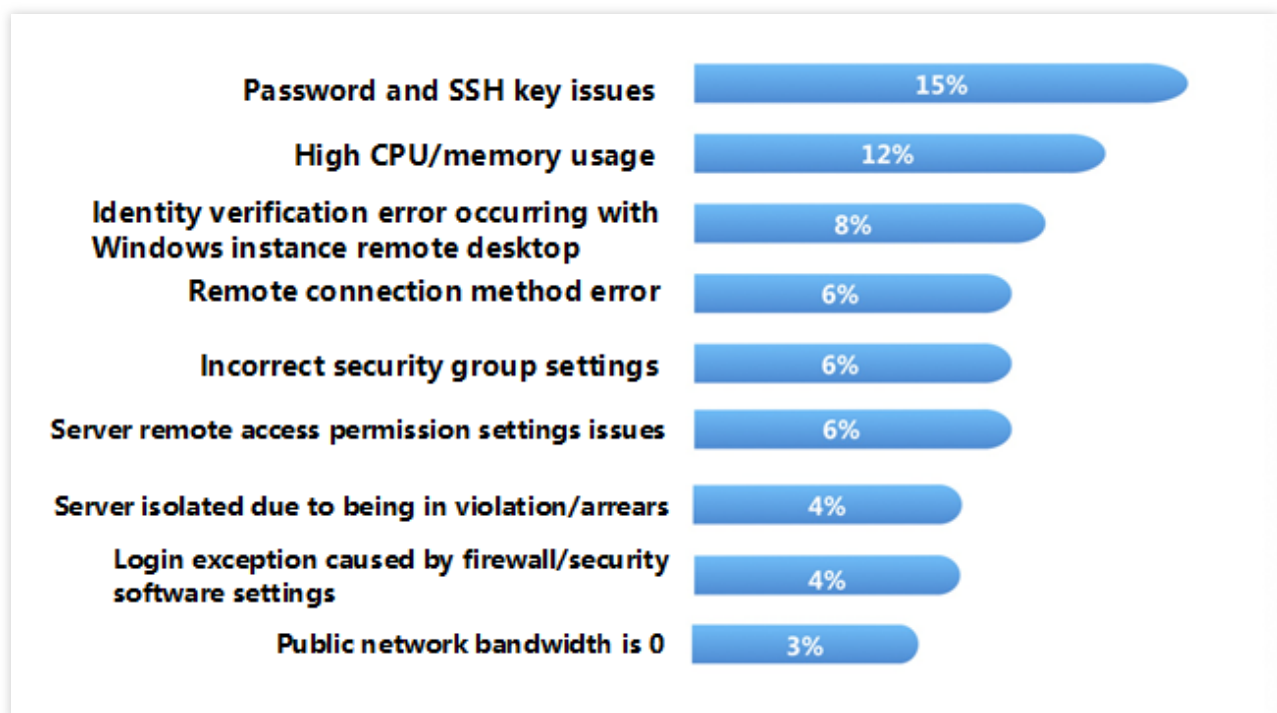 Password and SSH key issues 15%
High CPU/memory usage 12%
Identity verification error occurring with
Windows instance remote desktop 8%
Remote connection method error 6%
Incorrect security group settings 6%
Server remote access permission settings issues 6%
Server isolated due to being in violation/arrears 4%
Login exception caused by firewall/security
software settings 4%
Public network bandwidth is 0 3%